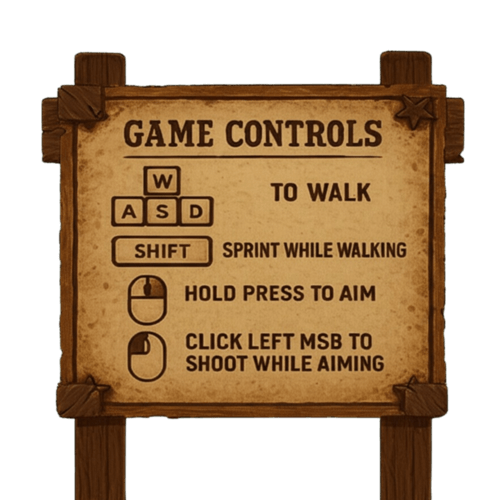 GAME CONTROLS
W
A S D
TO WALK
SHIFT
SPRINT WHILE WALKING
HOLD PRESS TO AIM
CLICK LEFT MSB TO
SHOOT WHILE AIMING